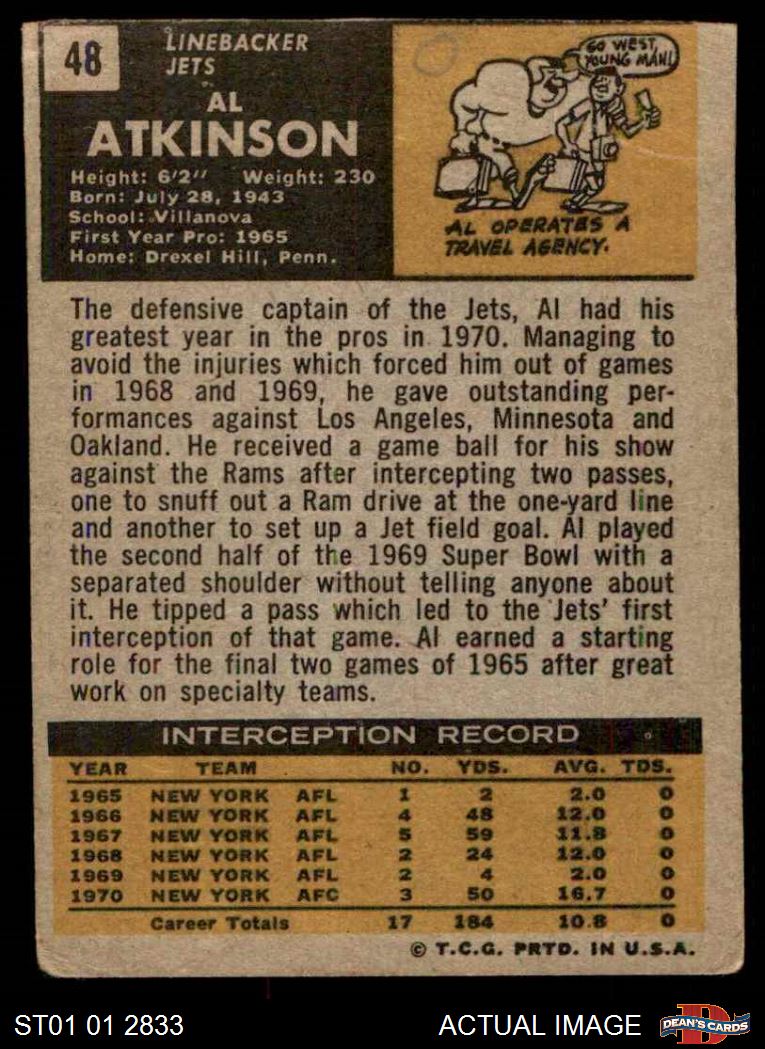 48
LINEBACKER
JETS
AL
ATKINSON
Height: 6'2" Weight: 230
Born: July 28, 1943
School: Villanova
First Year Pro: 1965
Home: Drexel Hill, Penn.
GO WEST,
YOUNG MAN!
AL OPERATES A
TRAVEL AGENCY.
The defensive captain of the Jets, Al had his
greatest year in the pros in 1970. Managing to
avoid the injuries which forced him out of games
in 1968 and 1969, he gave outstanding per-
formances against Los Angeles, Minnesota and
Oakland. He received a game ball for his show
against the Rams after intercepting two passes,
one to snuff out a Ram drive at the one-yard line
and another to set up a Jet field goal. Al played
the second half of the 1969 Super Bowl with a
separated shoulder without telling anyone about
it. He tipped a pass which led to the Jets' first
interception of that game. Al earned a starting
role for the final two games of 1965 after great
work on specialty teams.
INTERCEPTION RECORD
YEAR TEAM NO. YDS. AVG. TDS.
1965 NEW YORK AFL 1 2 2.0 0
1966 NEW YORK AFL 4 48 12.0 0
1967 NEW YORK AFL 5 59 11.8 0
1968 NEW YORK AFL 2 24 12.0 0
1969 NEW YORK AFL 2 4 2.0 0
1970 NEW YORK AFC 3 50 16.7 0
Career Totals 17 184 10.8 0
© T.C.G. PRTD. IN U.S.A.
ST01 01 2833 ACTUAL IMAGE
D
DEAN'S CARDS